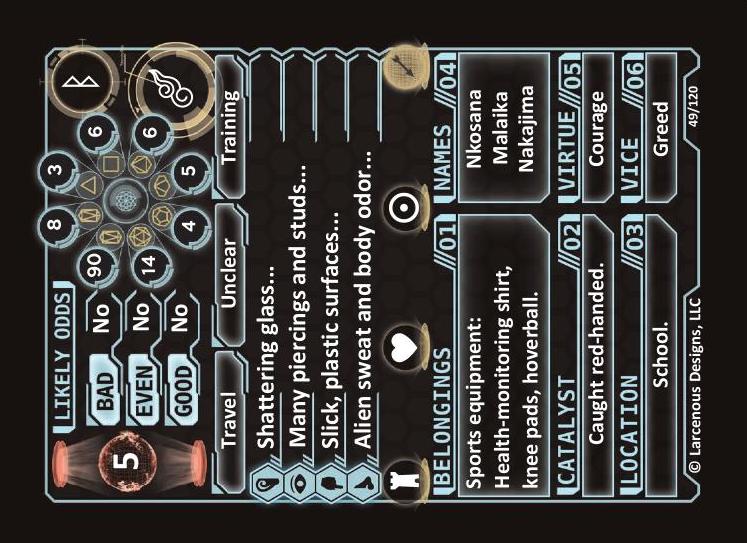 5
LIKELY ODDS
BAD No
EVEN No
GOOD No
8
3
6
6
5
4
14
90
Travel
Unclear
Training
Shattering glass...
Many piercings and studs...
Slick, plastic surfaces...
Alien sweat and body odor...
BELONGINGS //01
Sports equipment:
Health-monitoring shirt,
knee pads, hoverball.
NAMES //04
Nkosana
Malaika
Nakajima
CATALYST //02
Caught red-handed.
VIRTUE //05
Courage
LOCATION //03
School.
VICE //06
Greed
© Larcenous Designs, LLC
49/120